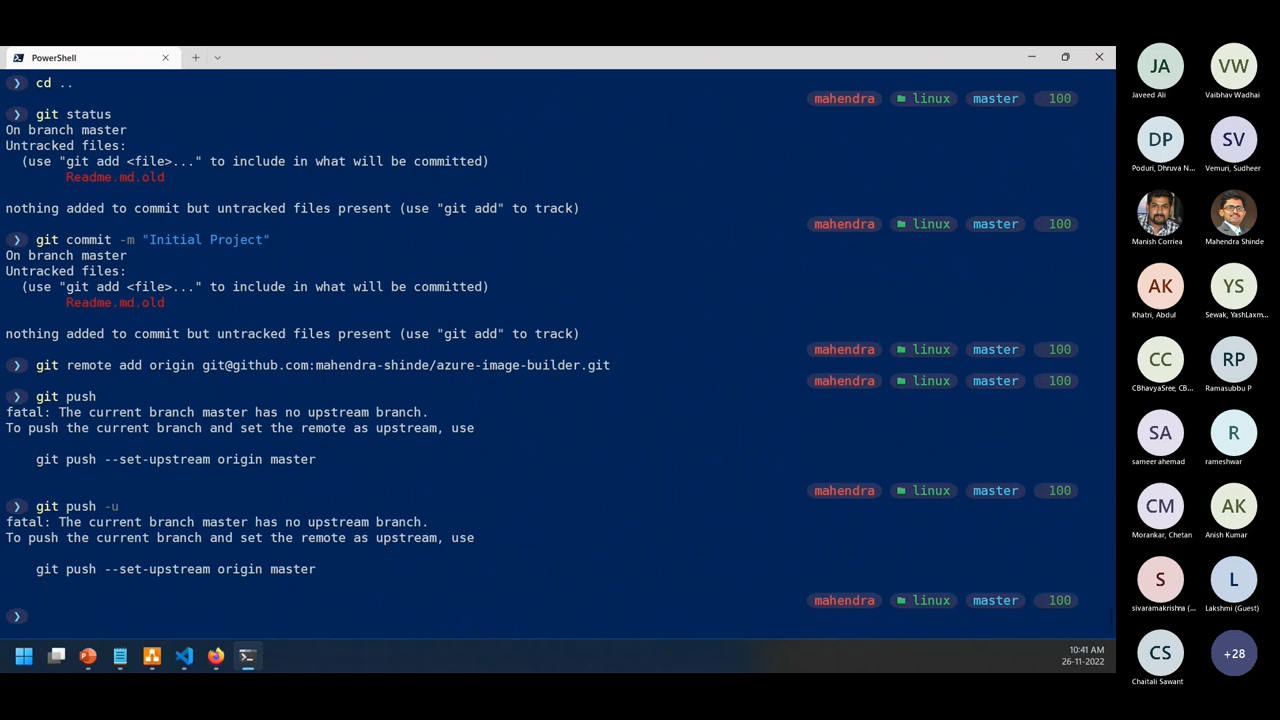 PowerShell
❯ cd ..
mahendra linux master 100
❯ git status
On branch master
Untracked files:
(use "git add <file>..." to include in what will be committed)
Readme.md.old
nothing added to commit but untracked files present (use "git add" to track)
mahendra linux master 100
❯ git commit -m "Initial Project"
On branch master
Untracked files:
(use "git add <file>..." to include in what will be committed)
Readme.md.old
nothing added to commit but untracked files present (use "git add" to track)
mahendra linux master 100
❯ git remote add origin git@github.com:mahendra-shinde/azure-image-builder.git
mahendra linux master 100
❯ git push
fatal: The current branch master has no upstream branch.
To push the current branch and set the remote as upstream, use
git push --set-upstream origin master
mahendra linux master 100
❯ git push -u
fatal: The current branch master has no upstream branch.
To push the current branch and set the remote as upstream, use
git push --set-upstream origin master
mahendra linux master 100
❯
10:41 AM
26-11-2022
JA VW
Javeed Ali Vaibhav Wadhai
DP SV
Poduri, Dhruva N... Vemuri, Sudheer
Manish Corriea Mahendra Shinde
AK YS
Khatri, Abdul Sewak, YashLaxm...
CC RP
CBhavyaSree, CB... Ramasubbu P
SA R
sameer ahemad rameshwar
CM AK
Morankar, Chetan Anish Kumar
S L
sivaramakrishna (... Lakshmi (Guest)
CS +28
Chaitali Sawant